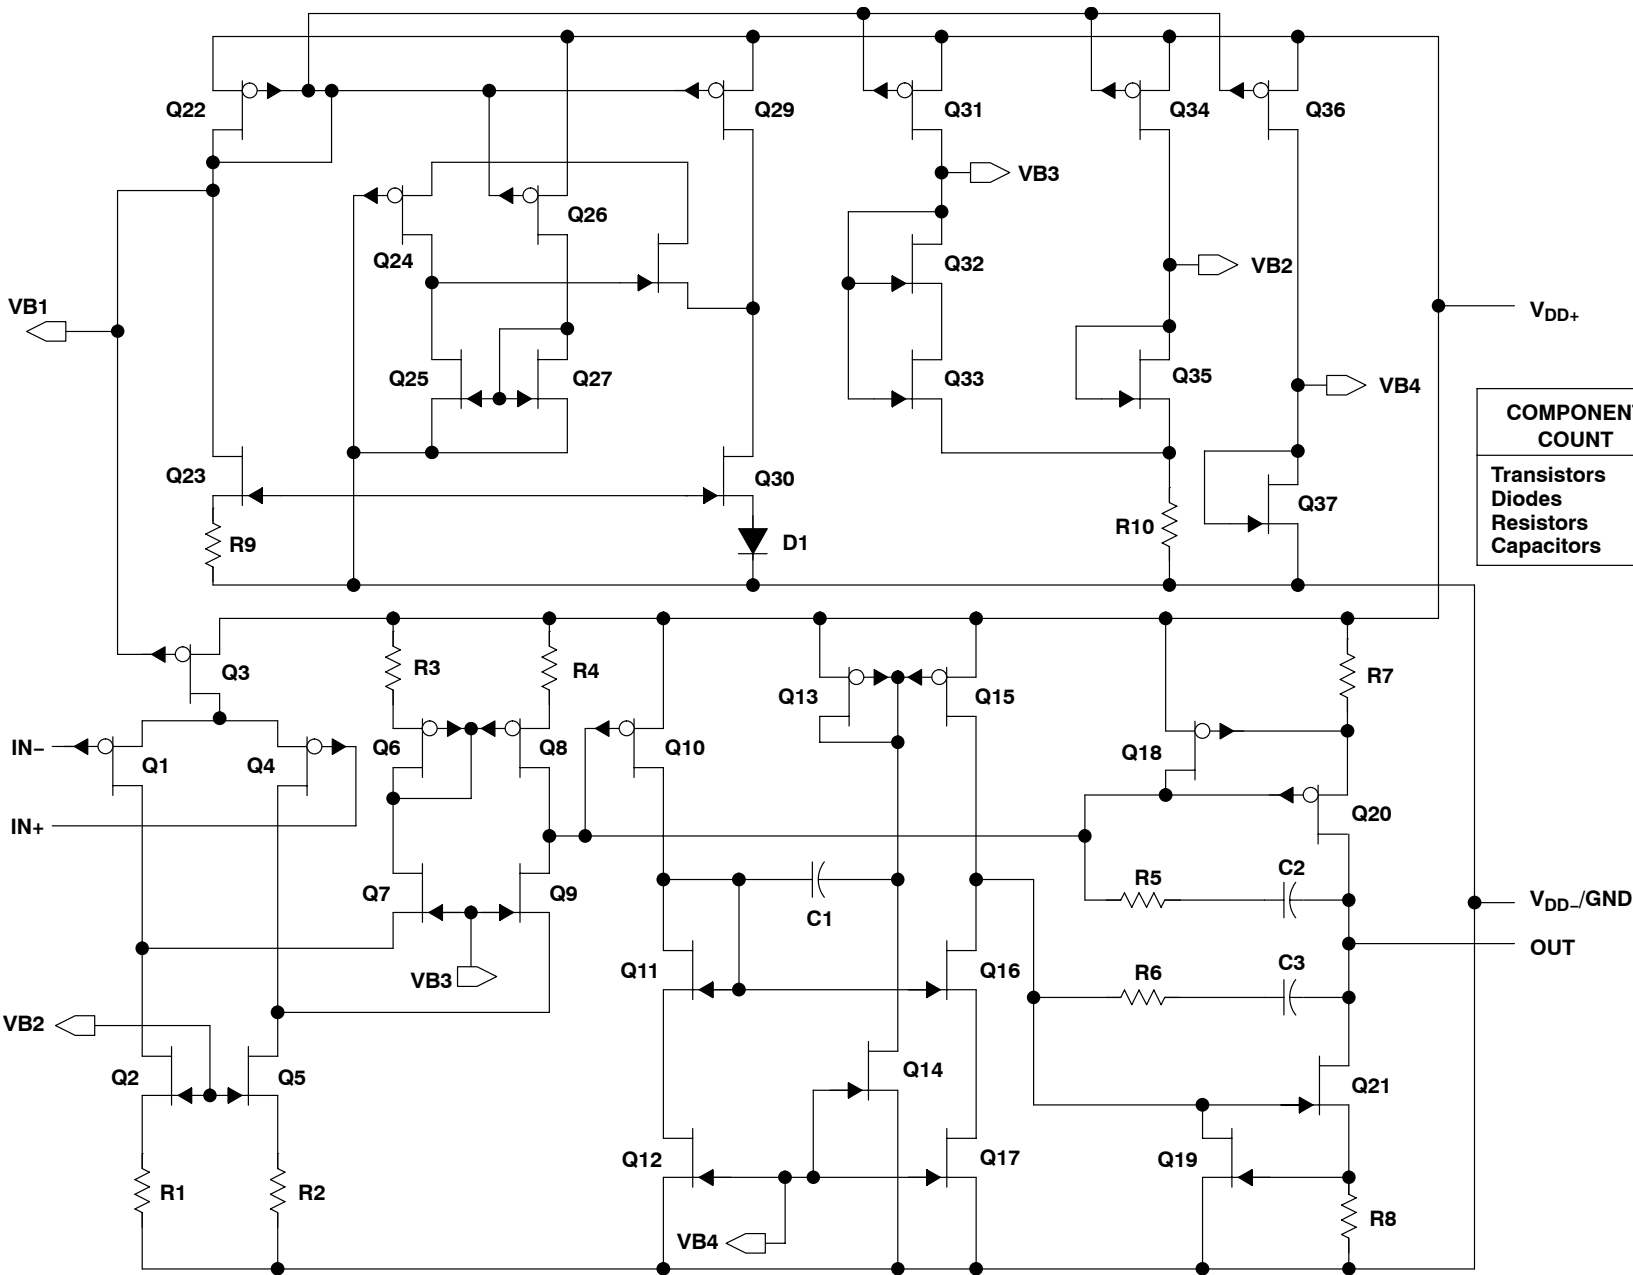 Q22
Q29
Q31
Q34
Q36
VB3
Q26
Q24
Q32
VB2
VB1
VDD+
Q25
Q27
Q33
Q35
VB4
COMPONEN
COUNT
Q23
Q30
Q37
Transistors
Diodes
Resistors
Capacitors
R9
D1
R10
Q3
R3
R4
Q13
Q15
R7
IN−
Q1
Q4
Q6
Q8
Q10
Q18
IN+
Q20
Q7
Q9
C1
R5
C2
VDD−/GND
OUT
VB3
Q11
Q16
R6
C3
VB2
Q2
Q5
Q14
Q21
Q12
Q17
Q19
R1
R2
R8
VB4